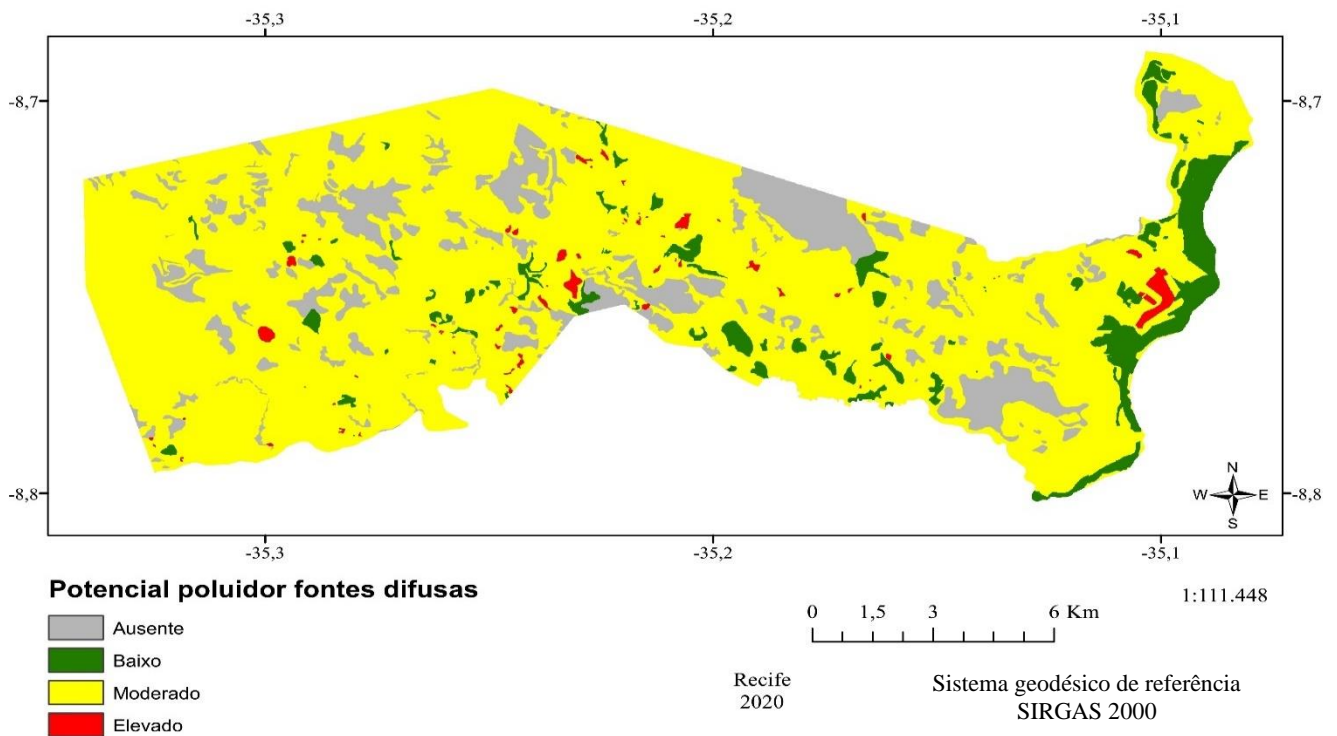 -35,3
-35,2
-35,1
-8,7
-8,7
-8,8
-8,8
N
W E
S
-35,3
-35,2
-35,1
Potencial poluidor fontes difusas
Ausente
Baixo
Moderado
Elevado
0 1,5 3 6 Km
1:111.448
Recife
2020
Sistema geodésico de referência
SIRGAS 2000